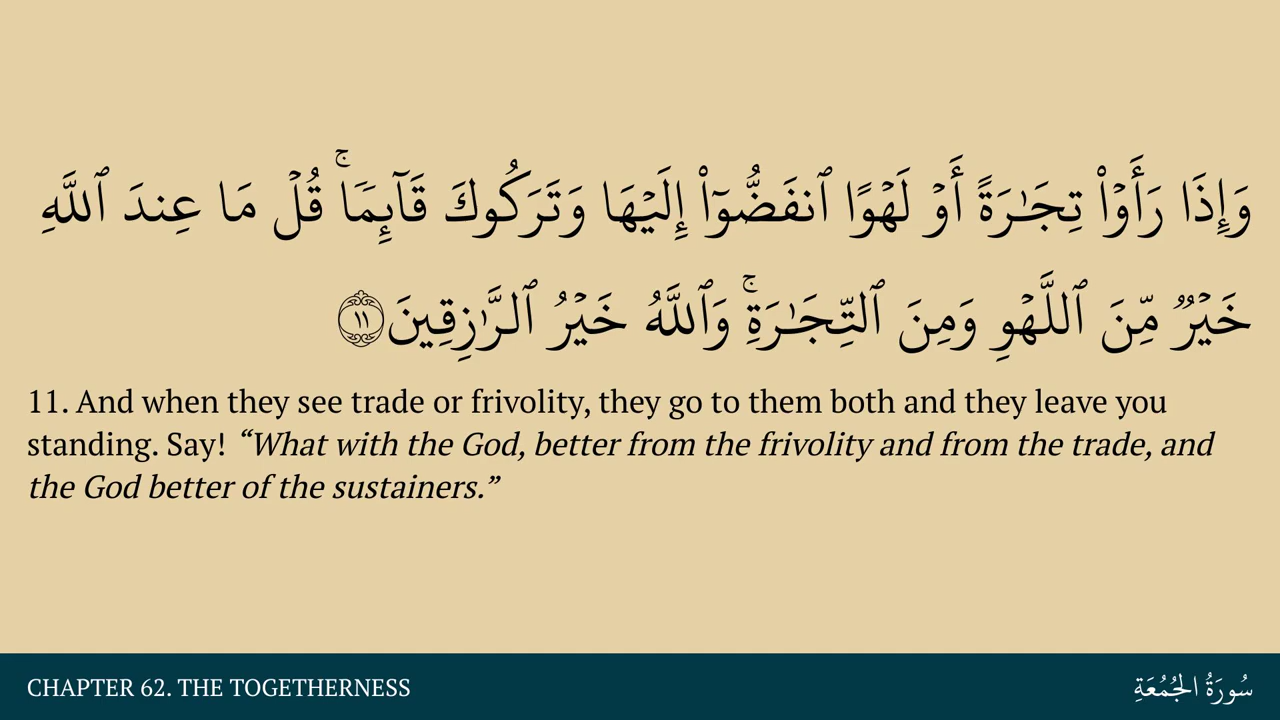 وَإِذَا رَأَوْا۟ تِجَـٰرَةً أَوْ لَهْوًا ٱنفَضُّوٓا۟ إِلَيْهَا وَتَرَكُوكَ قَآئِمًا ۚ قُلْ مَا عِندَ ٱللَّهِ
خَيْرٌ مِّنَ ٱللَّهْوِ وَمِنَ ٱلتِّجَـٰرَةِ ۚ وَٱللَّهُ خَيْرُ ٱلرَّٰزِقِينَ ١١
11. And when they see trade or frivolity, they go to them both and they leave you
standing. Say! “What with the God, better from the frivolity and from the trade, and
the God better of the sustainers.”
CHAPTER 62. THE TOGETHERNESS
سُورَةُ الجُمُعَةِ